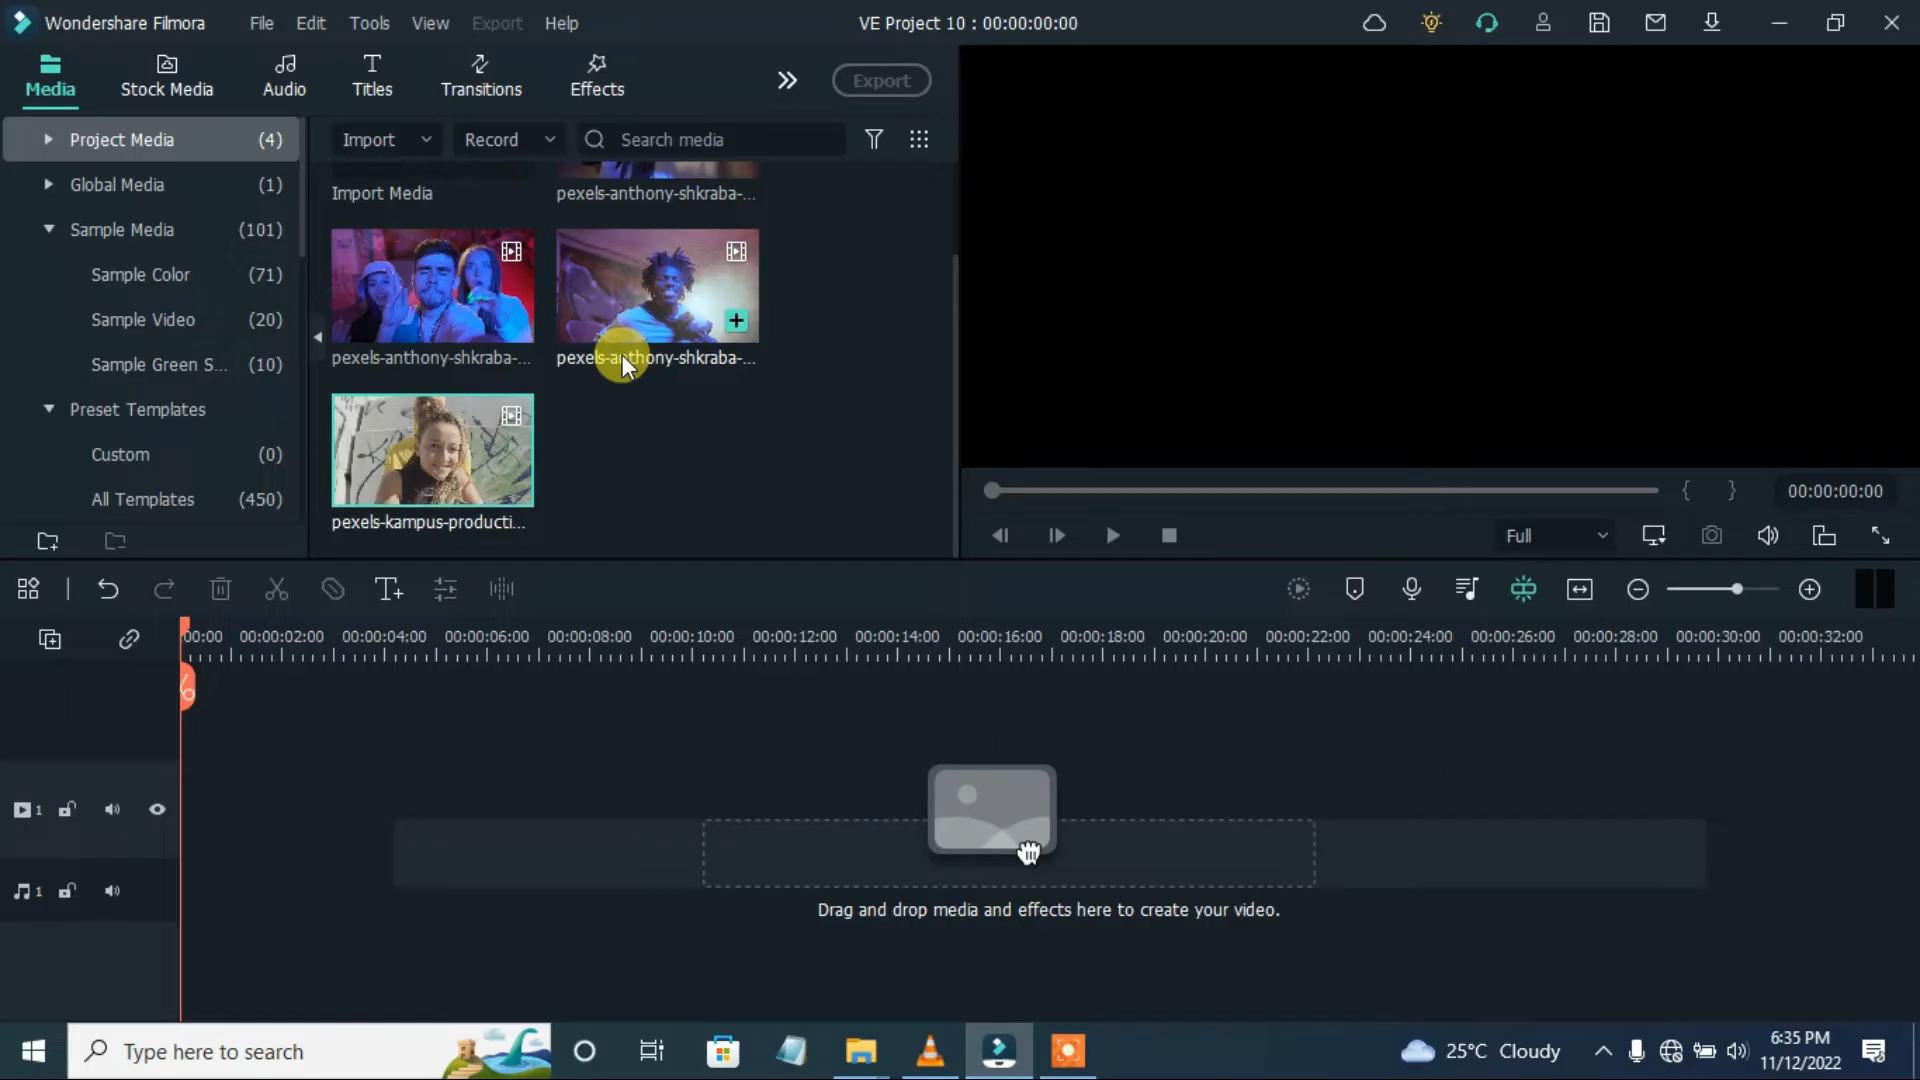 Wondershare Filmora File Edit Tools View Export Help VE Project 10 : 00:00:00:00
Media Stock Media Audio Titles Transitions Effects Export
Project Media (4)
Global Media (1)
Sample Media (101)
Sample Color (71)
Sample Video (20)
Sample Green S... (10)
Preset Templates
Custom (0)
All Templates (450)
Import Record Search media
Import Media pexels-anthony-shkraba-...
pexels-anthony-shkraba-... pexels-anthony-shkraba-...
pexels-kampus-producti...
{ } 00:00:00:00
Full
00:00 00:00:02:00 00:00:04:00 00:00:06:00 00:00:08:00 00:00:10:00 00:00:12:00 00:00:14:00 00:00:16:00 00:00:18:00 00:00:20:00 00:00:22:00 00:00:24:00 00:00:26:00 00:00:28:00 00:00:30:00 00:00:32:00
1
1
Drag and drop media and effects here to create your video.
Type here to search 25°C Cloudy 6:35 PM
11/12/2022